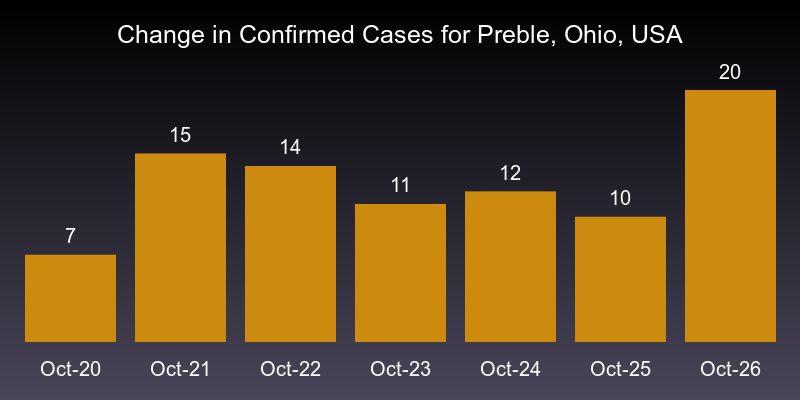 Change in Confirmed Cases for Preble, Ohio, USA
7
15
14
11
12
10
20
Oct-20
Oct-21
Oct-22
Oct-23
Oct-24
Oct-25
Oct-26